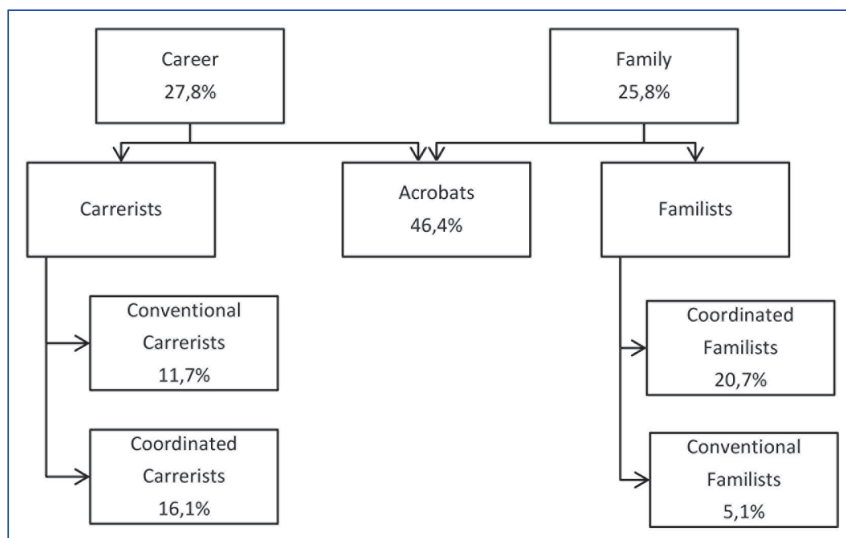 Career
27,8%
Family
25,8%
Carrerists
Acrobats
46,4%
Familists
Conventional
Carrerists
11,7%
Coordinated
Familists
20,7%
Coordinated
Carrerists
16,1%
Conventional
Familists
5,1%